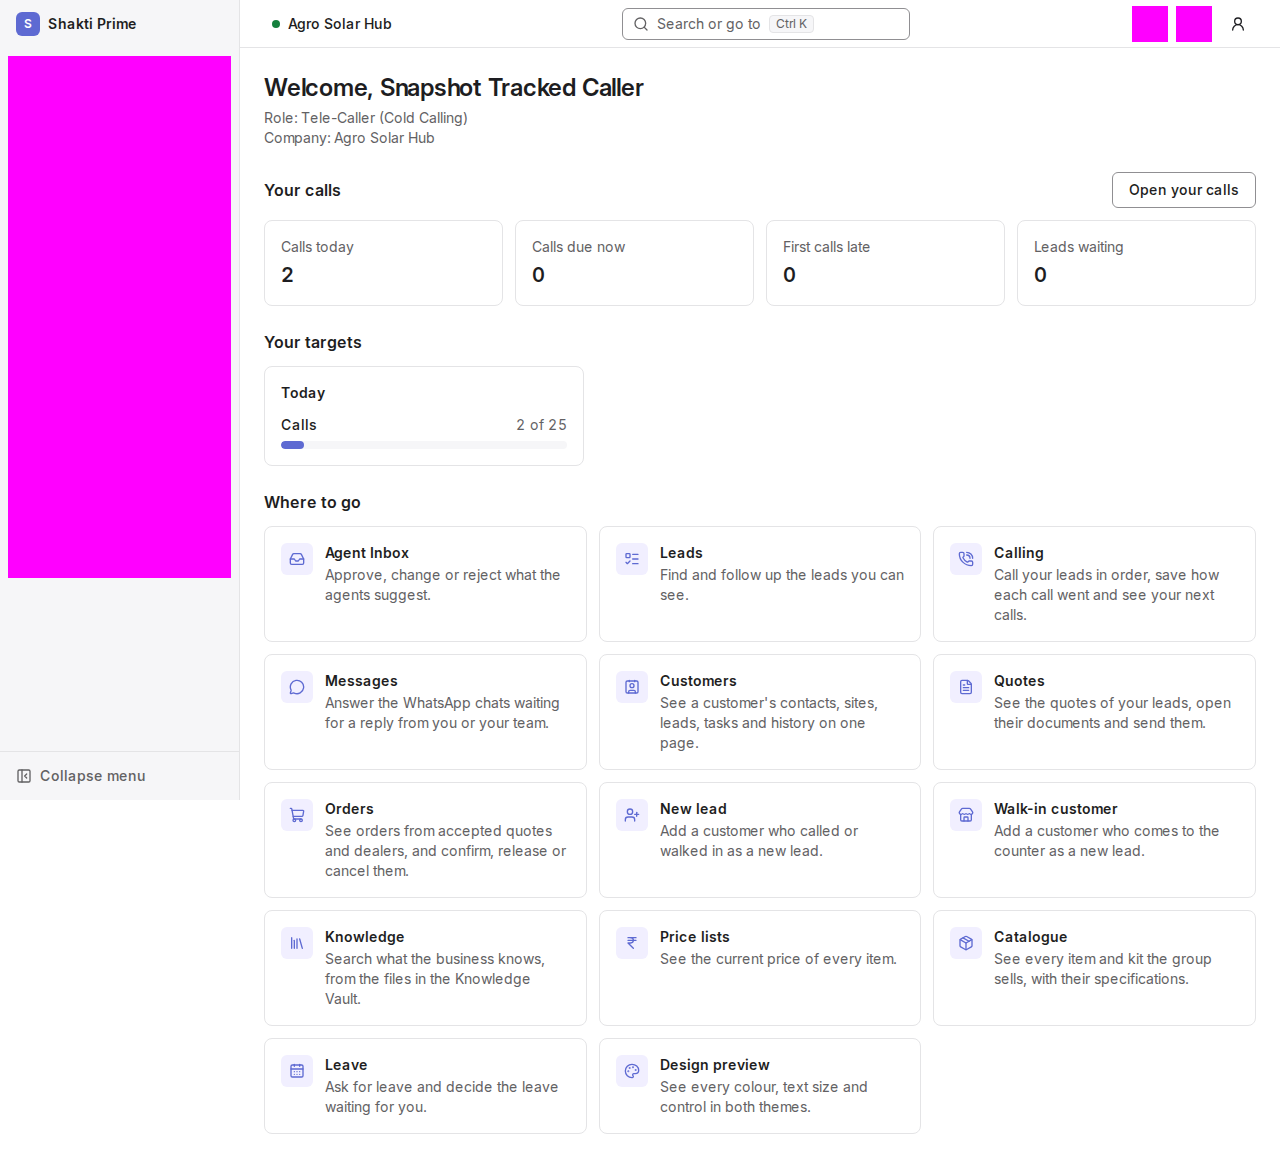 S Shakti Prime
Agro Solar Hub
Search or go to Ctrl K
Welcome, Snapshot Tracked Caller
Role: Tele-Caller (Cold Calling)
Company: Agro Solar Hub
Your calls
Open your calls
Calls today
2
Calls due now
0
First calls late
0
Leads waiting
0
Your targets
Today
Calls 2 of 25
Where to go
Agent Inbox
Approve, change or reject what the
agents suggest.
Leads
Find and follow up the leads you can
see.
Calling
Call your leads in order, save how
each call went and see your next
calls.
Messages
Answer the WhatsApp chats waiting
for a reply from you or your team.
Customers
See a customer's contacts, sites,
leads, tasks and history on one
page.
Quotes
See the quotes of your leads, open
their documents and send them.
Collapse menu
Orders
See orders from accepted quotes
and dealers, and confirm, release or
cancel them.
New lead
Add a customer who called or
walked in as a new lead.
Walk-in customer
Add a customer who comes to the
counter as a new lead.
Knowledge
Search what the business knows,
from the files in the Knowledge
Vault.
Price lists
See the current price of every item.
Catalogue
See every item and kit the group
sells, with their specifications.
Leave
Ask for leave and decide the leave
waiting for you.
Design preview
See every colour, text size and
control in both themes.